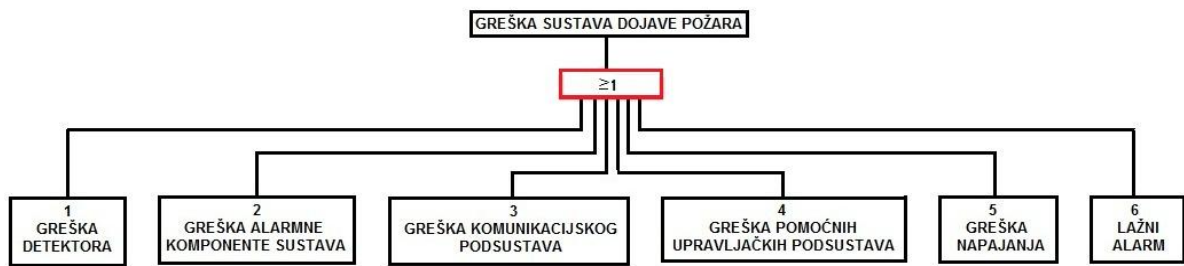 GREŠKA SUSTAVA DOJAVE POŽARA
≥1
1
GREŠKA
DETEKTORA
2
GREŠKA ALARMNE
KOMPONENTE SUSTAVA
3
GREŠKA KOMUNIKACIJSKOG
PODSUSTAVA
4
GREŠKA POMOĆNIH
UPRAVLJAČKIH PODSUSTAVA
5
GREŠKA
NAPAJANJA
6
LAŽNI
ALARM